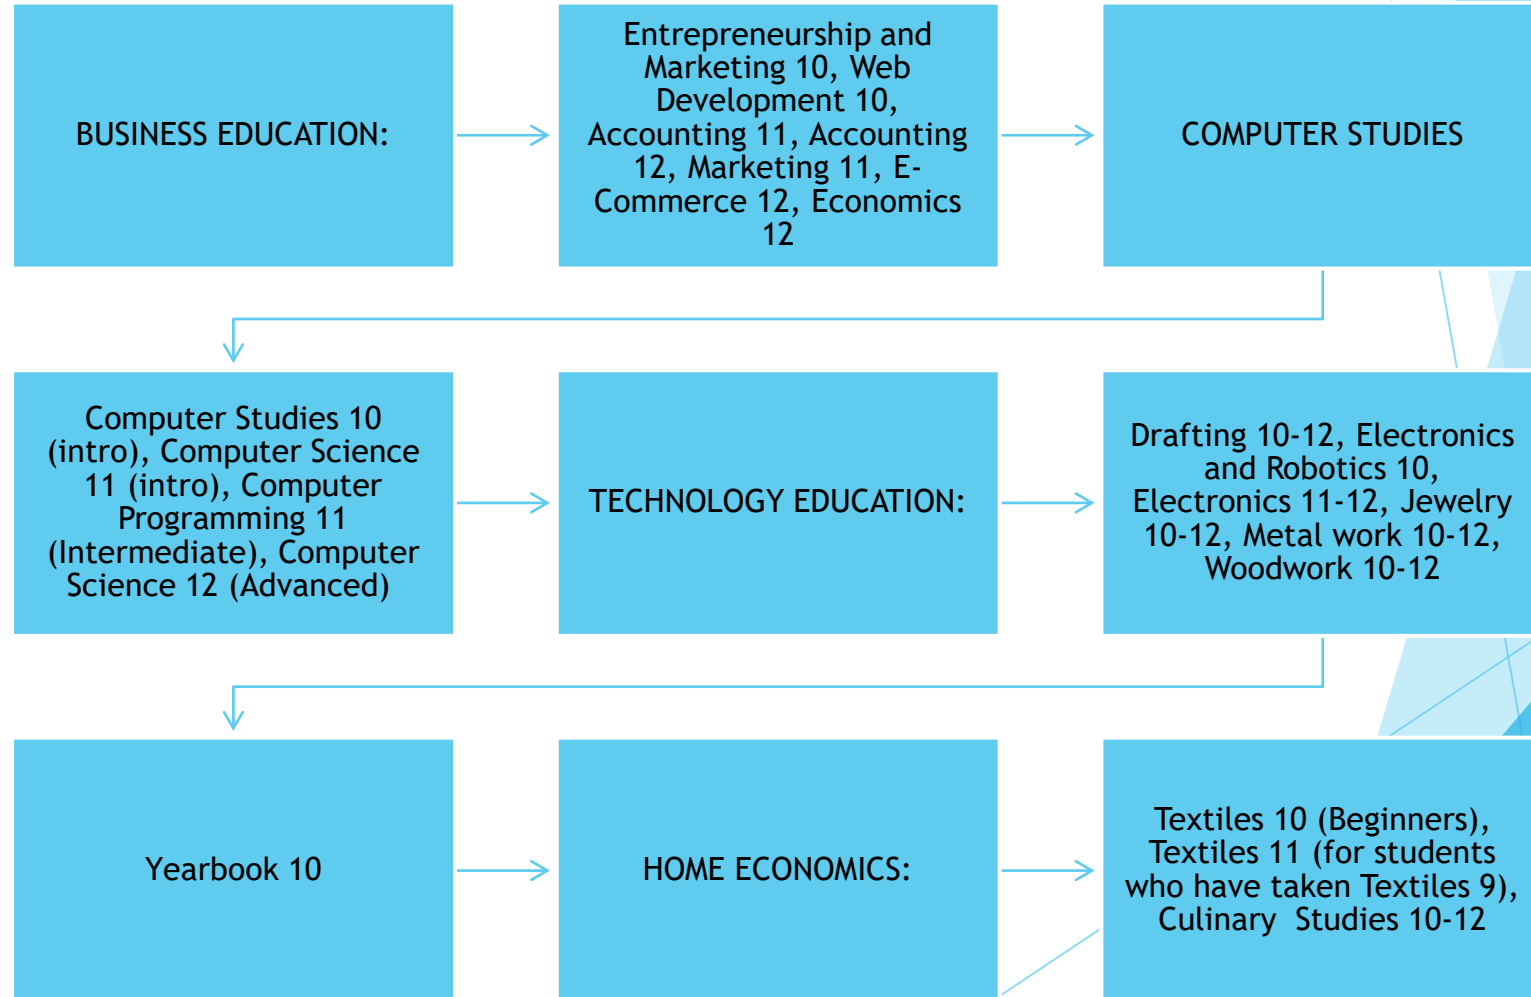 BUSINESS EDUCATION:
Entrepreneurship and
Marketing 10, Web
Development 10,
Accounting 11, Accounting
12, Marketing 11, E-
Commerce 12, Economics
12
COMPUTER STUDIES
Computer Studies 10
(intro), Computer Science
11 (intro), Computer
Programming 11
(Intermediate), Computer
Science 12 (Advanced)
TECHNOLOGY EDUCATION:
Drafting 10-12, Electronics
and Robotics 10,
Electronics 11-12, Jewelry
10-12, Metal work 10-12,
Woodwork 10-12
Yearbook 10
HOME ECONOMICS:
Textiles 10 (Beginners),
Textiles 11 (for students
who have taken Textiles 9),
Culinary Studies 10-12